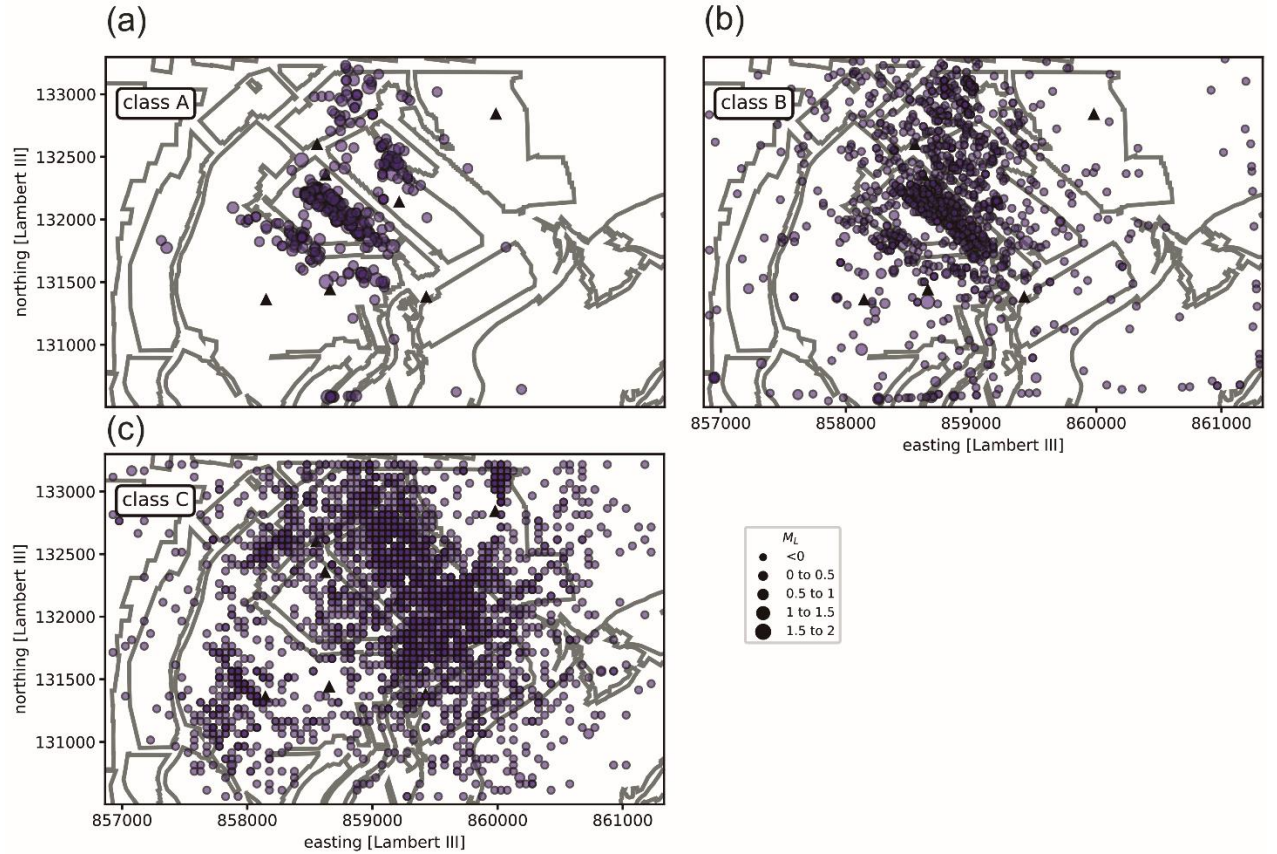 (a)
(b)
class A
class B
133000
132500
132000
131500
131000
northing [Lambert III]
857000 858000 859000 860000 861000
easting [Lambert III]
(c)
class C
133000
132500
132000
131500
131000
northing [Lambert III]
857000 858000 859000 860000 861000
easting [Lambert III]
M_L
<0
0 to 0.5
0.5 to 1
1 to 1.5
1.5 to 2